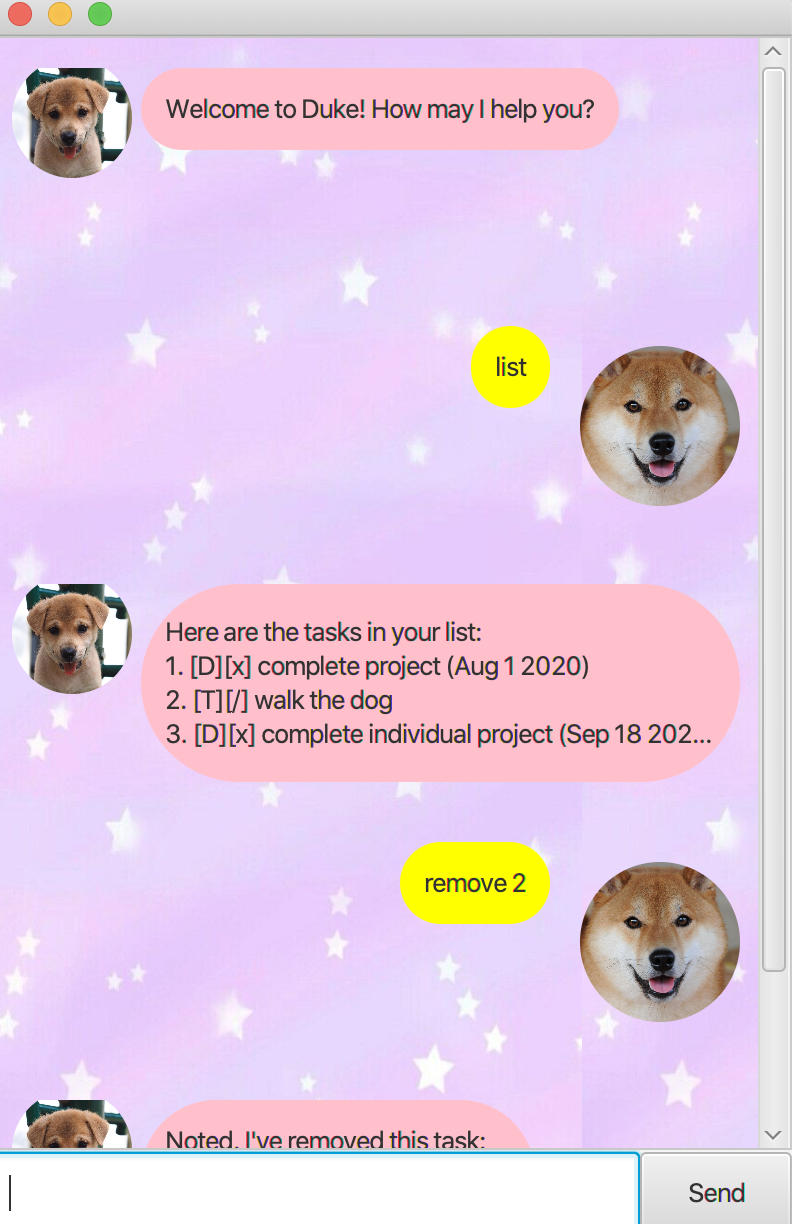 Welcome to Duke! How may I help you?
list
Here are the tasks in your list:
1. [D][x] complete project (Aug 1 2020)
2. [T][/] walk the dog
3. [D][x] complete individual project (Sep 18 202...
remove 2
Noted. I've removed this task:
Send